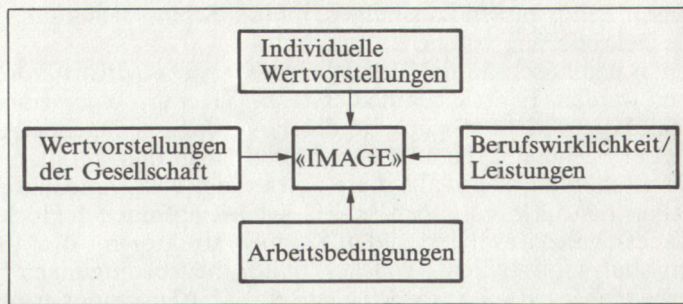 Individuelle
Wertvorstellungen
Wertvorstellungen
der Gesellschaft
«IMAGE»
Berufswirklichkeit/
Leistungen
Arbeitsbedingungen